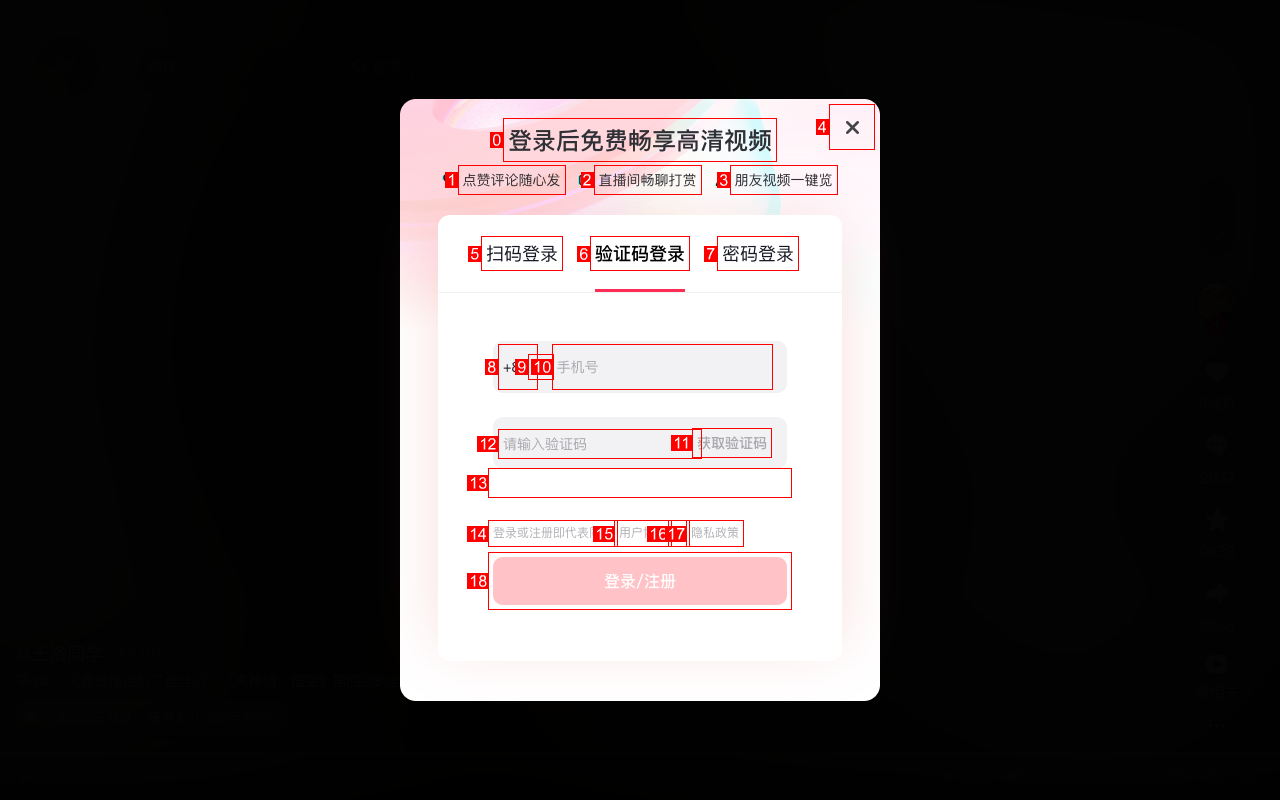 登录后免费畅享高清视频
点赞评论随心发 直播间畅聊打赏 朋友视频一键览
扫码登录 验证码登录 密码登录
手机号
请输入验证码 获取验证码
登录或注册即代表 用户 隐私政策
登录/注册
0
1
2
3
4
5
6
7
8
9
10
11
12
13
14
15
16
17
18